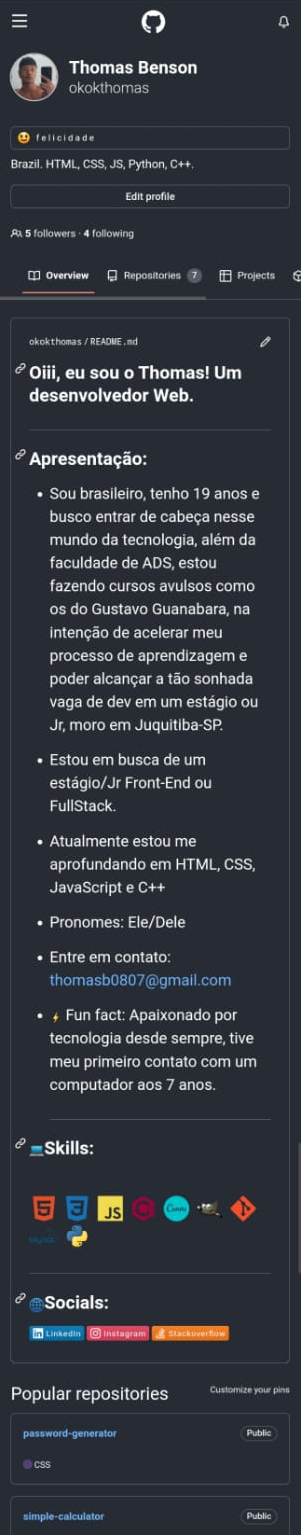 Thomas Benson
okokthomas
😆 felicidade
Brazil. HTML, CSS, JS, Python, C++.
Edit profile
5 followers · 4 following
Overview
Repositories 7
Projects
okokthomas/README.md
Oiii, eu sou o Thomas! Um
desenvolvedor Web.
Apresentação:
• Sou brasileiro, tenho 19 anos e
busco entrar de cabeça nesse
mundo da tecnologia, além da
faculdade de ADS, estou
fazendo cursos avulsos como
os do Gustavo Guanabara, na
intenção de acelerar meu
processo de aprendizagem e
poder alcançar a tão sonhada
vaga de dev em um estágio ou
Jr, moro em Juquitiba-SP.
• Estou em busca de um
estágio/Jr Front-End ou
FullStack.
• Atualmente estou me
aprofundando em HTML, CSS,
JavaScript e C++
• Pronomes: Ele/Dele
• Entre em contato:
thomasb0807@gmail.com
• ⚡ Fun fact: Apaixonado por
tecnologia desde sempre, tive
meu primeiro contato com um
computador aos 7 anos.
💻Skills:
JS
Canva
MySQL
🌐Socials:
LinkedIn
Instagram
Stackoverflow
Popular repositories
Customize your pins
password-generator
Public
CSS
simple-calculator
Public